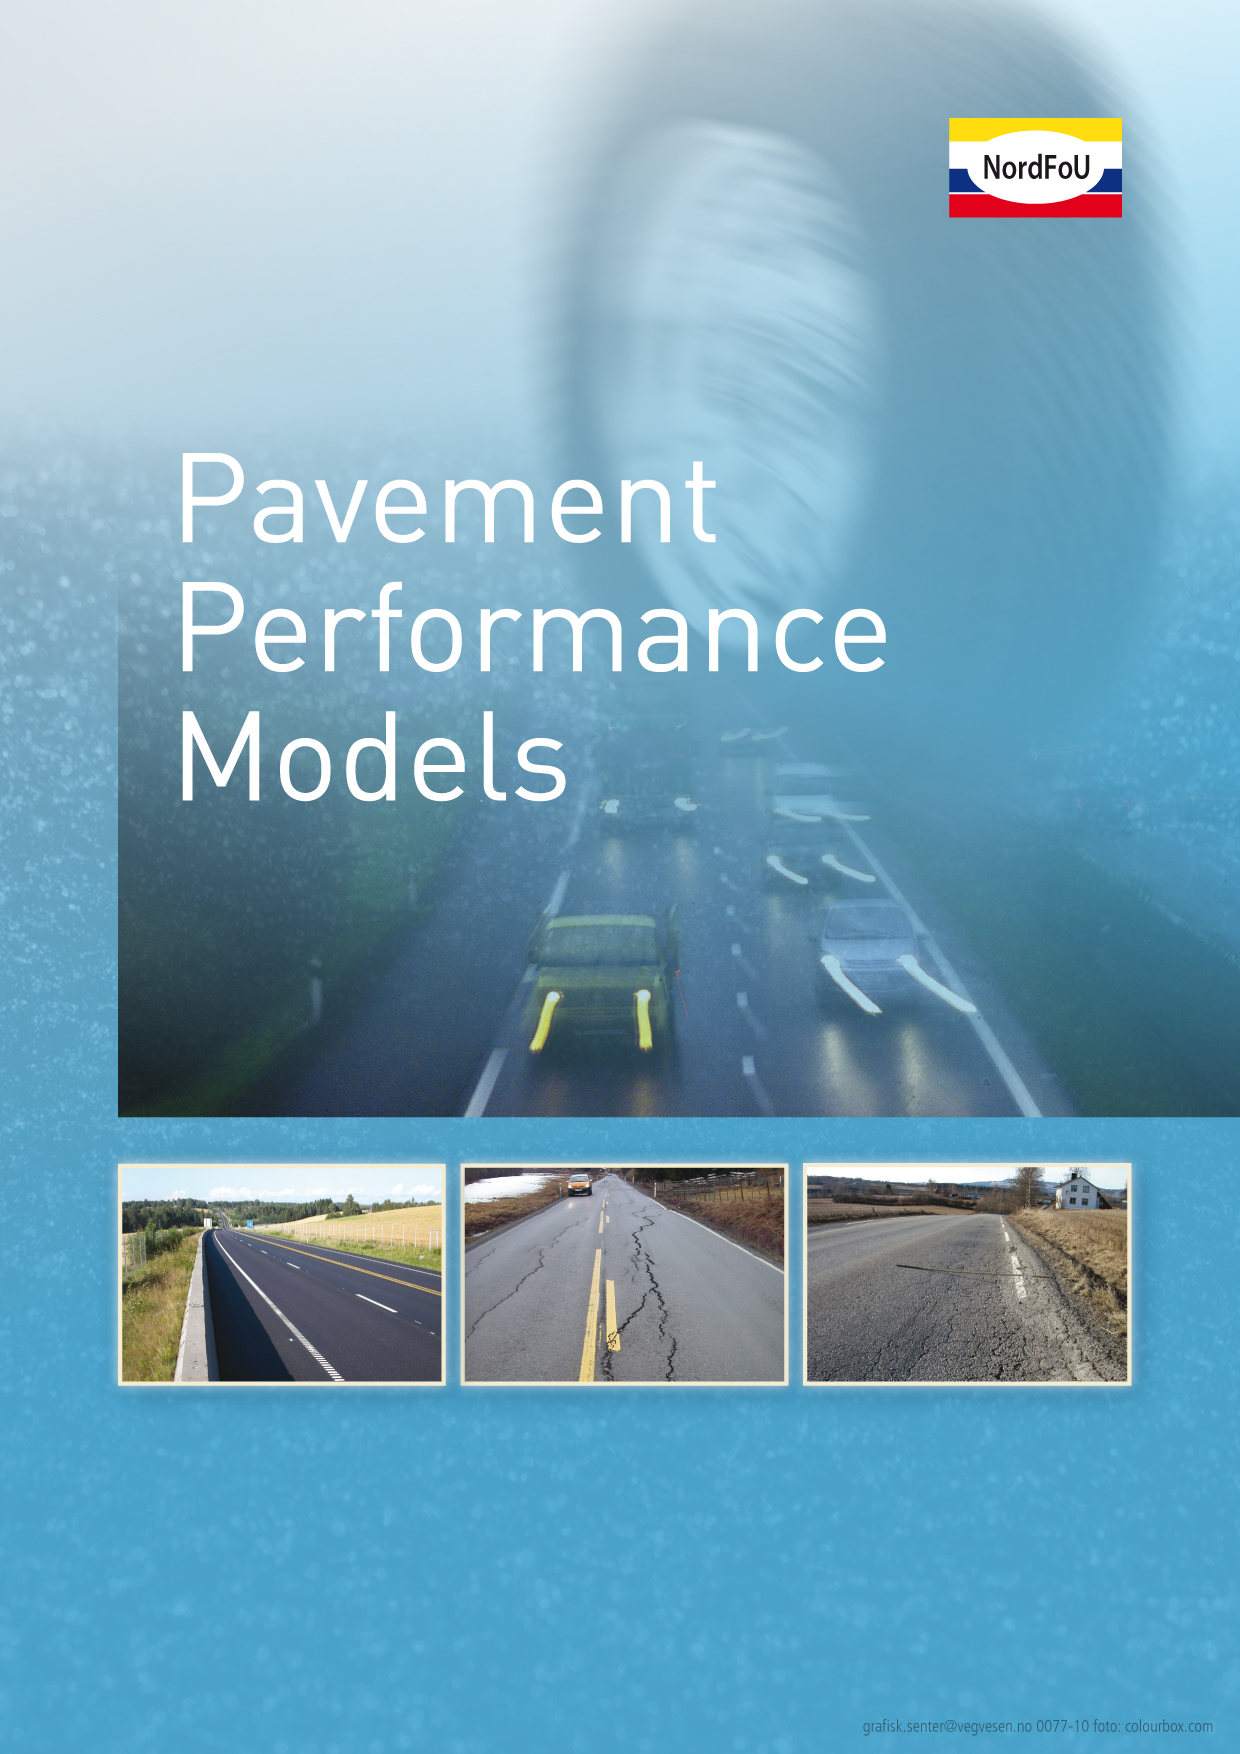 NordFoU
Pavement
Performance
Models
grafisk.senter@vegvesen.no 0077-10 foto: colourbox.com